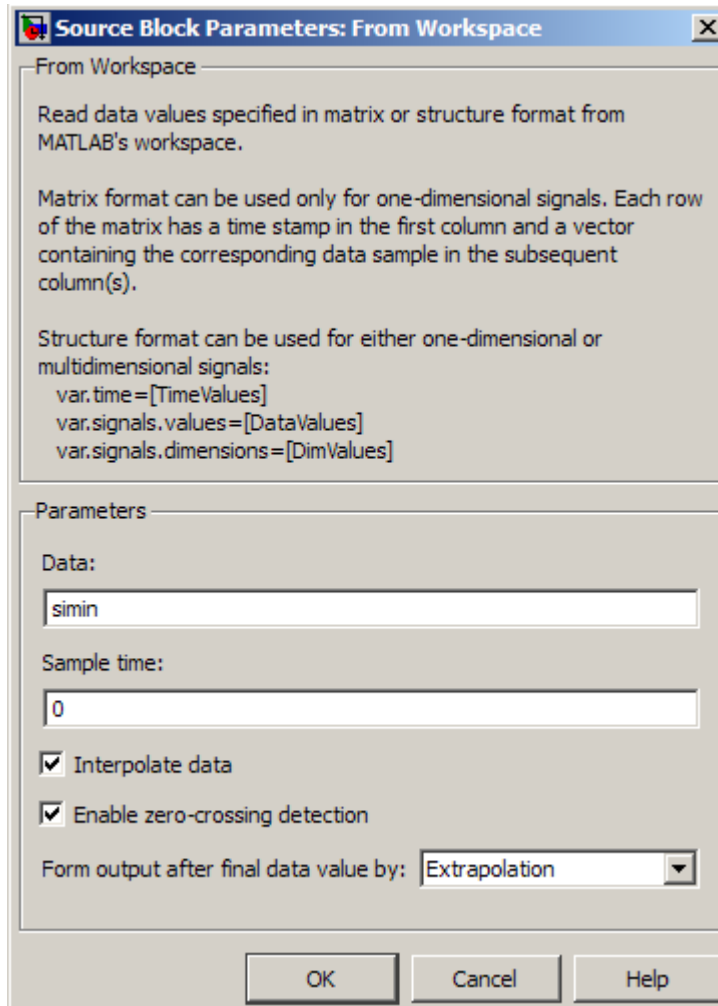 Source Block Parameters: From Workspace
From Workspace
Read data values specified in matrix or structure format from
MATLAB's workspace.
Matrix format can be used only for one-dimensional signals. Each row
of the matrix has a time stamp in the first column and a vector
containing the corresponding data sample in the subsequent
column(s).
Structure format can be used for either one-dimensional or
multidimensional signals:
var.time=[TimeValues]
var.signals.values=[DataValues]
var.signals.dimensions=[DimValues]
Parameters
Data:
simin
Sample time:
0
Interpolate data
Enable zero-crossing detection
Form output after final data value by: Extrapolation
OK Cancel Help